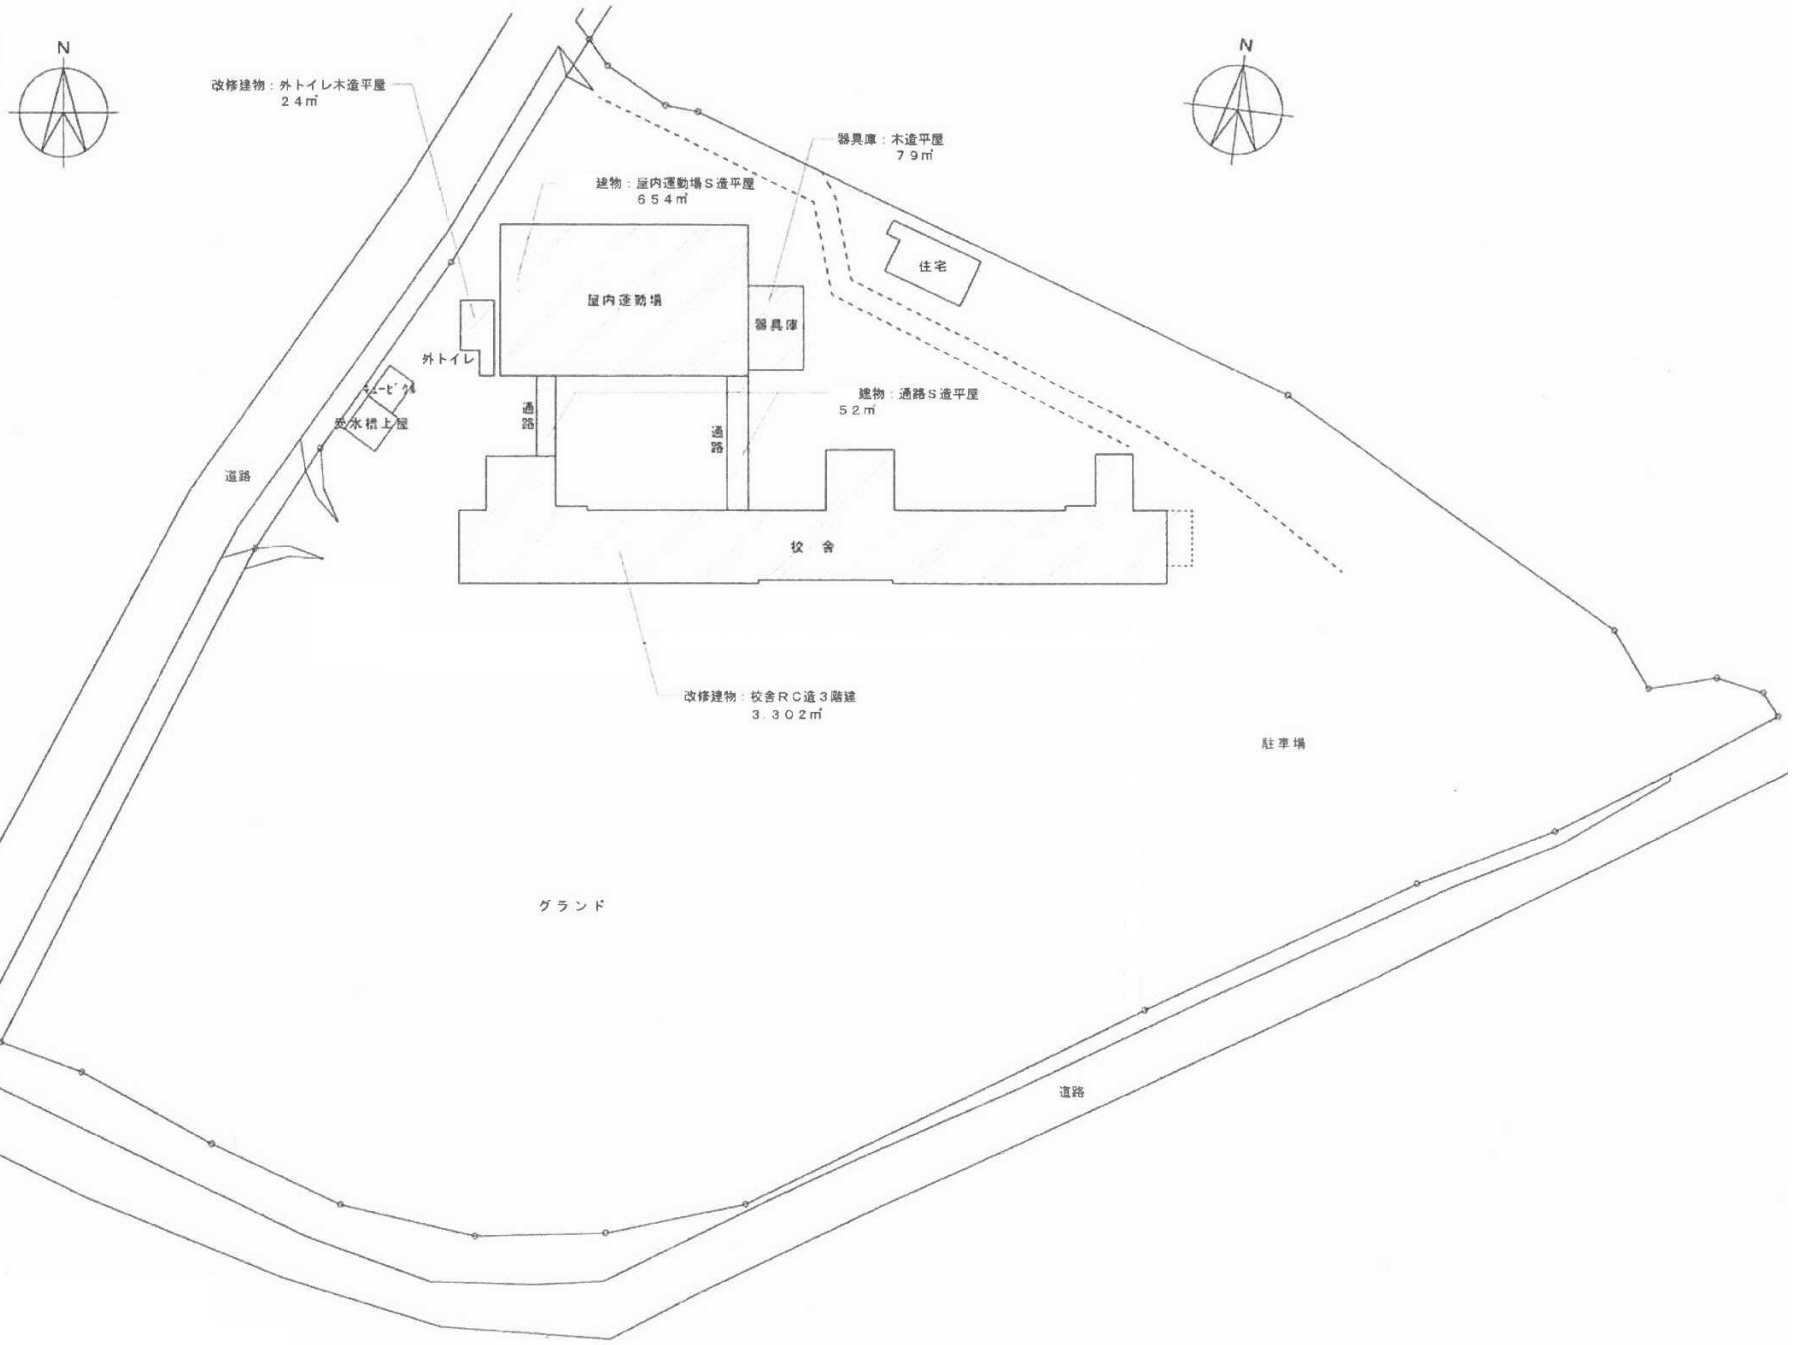 N
N
改修建物：外トイレ木造平屋
24㎡
器具庫：木造平屋
79㎡
建物：屋内運動場S造平屋
654㎡
住宅
屋内運動場
器具庫
外トイレ
キュービクル
受水槽上屋
建物：通路S造平屋
52㎡
通路
通路
道路
校舎
改修建物：校舎RC造3階建
3.302㎡
駐車場
グランド
道路